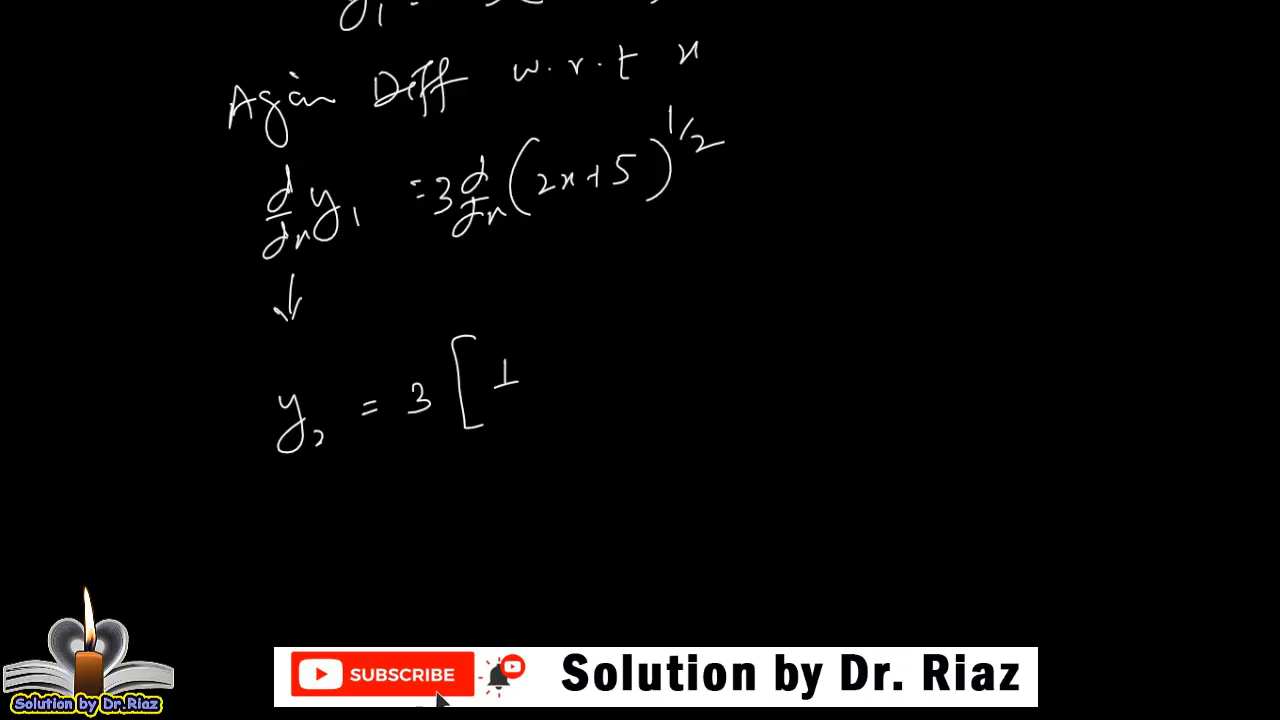 y₁ =
Again Diff w.r.t x
d/dx y₁ = 3 d/dx (2x+5)^1/2
↓
y₂ = 3 [ 1
SUBSCRIBE
Solution by Dr. Riaz
Solution by Dr.Riaz